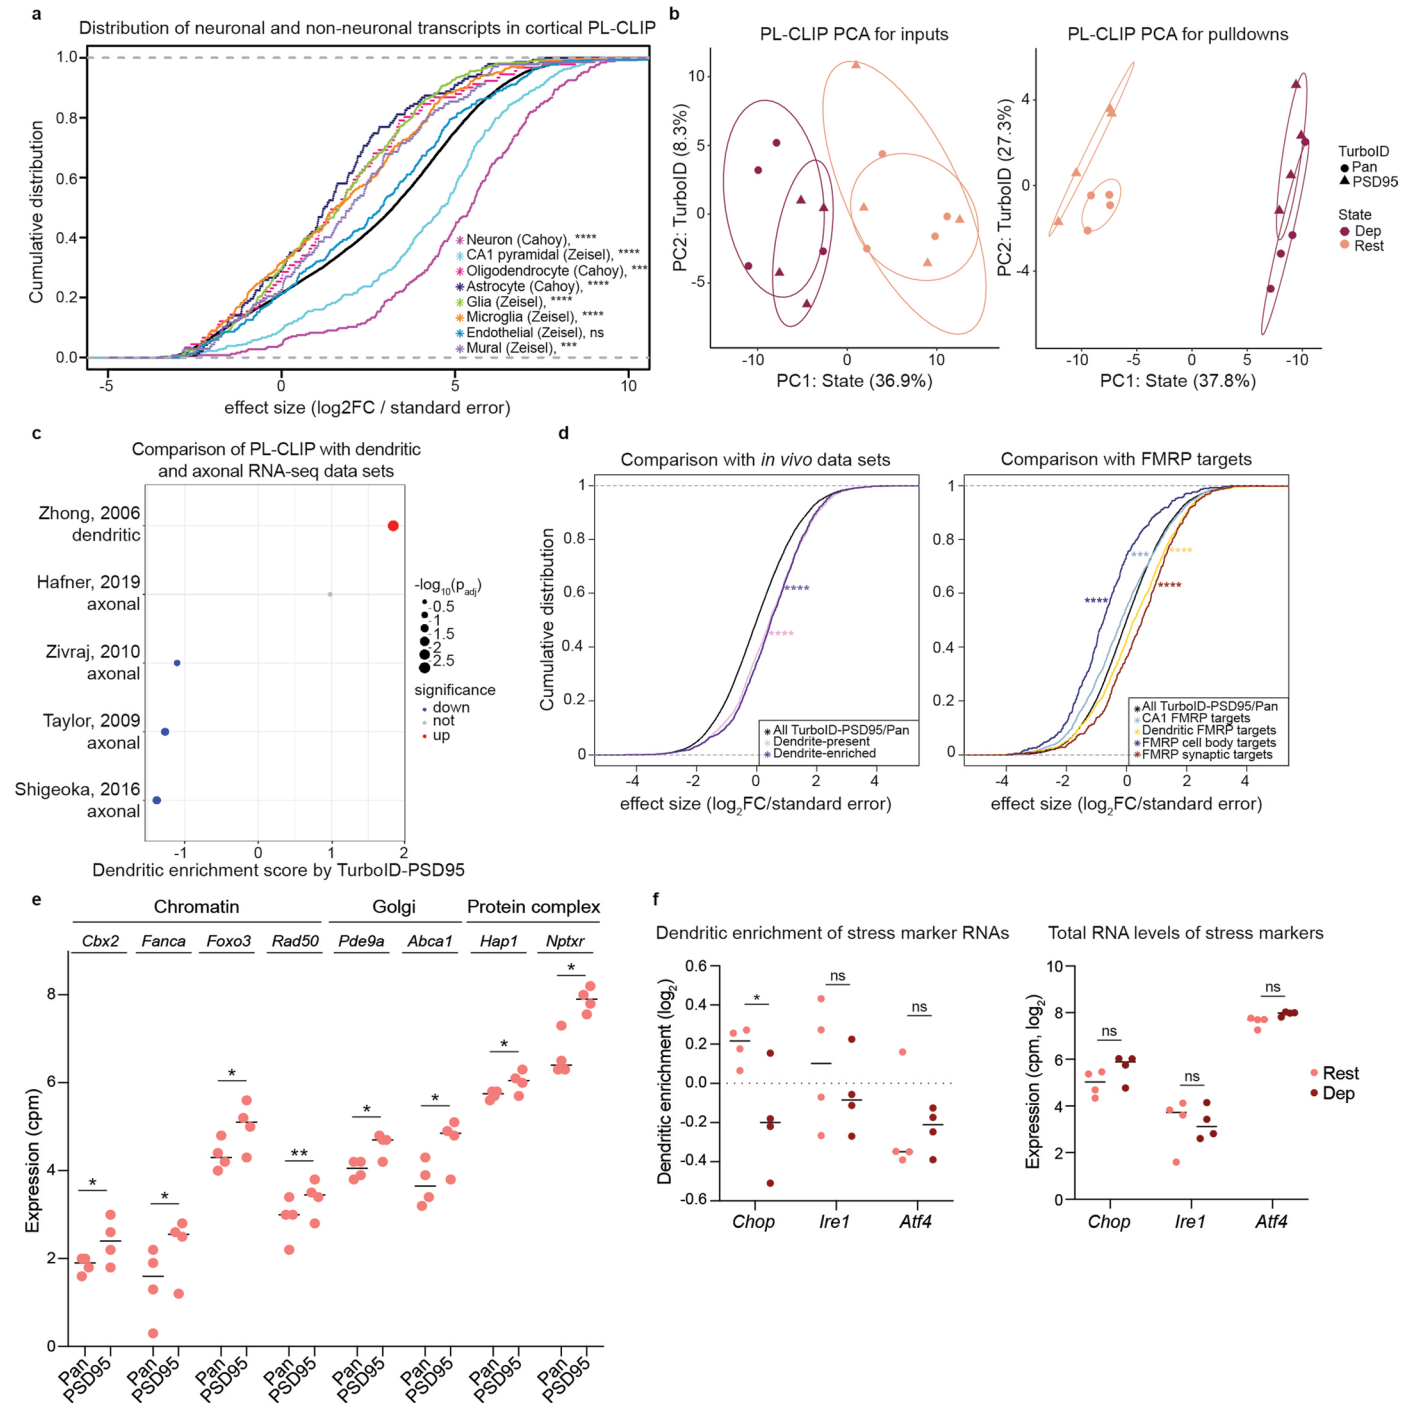 a
Distribution of neuronal and non-neuronal transcripts in cortical PL-CLIP
Cumulative distribution
1.0
0.8
0.6
0.4
0.2
0.0
-5
0
5
10
effect size (log2FC / standard error)
Neuron (Cahoy), ****
CA1 pyramidal (Zeisel), ****
Oligodendrocyte (Cahoy), ***
Astrocyte (Cahoy), ****
Glia (Zeisel), ****
Microglia (Zeisel), ****
Endothelial (Zeisel), ns
Mural (Zeisel), ***
b
PL-CLIP PCA for inputs
PC2: TurboID (8.3%)
10
5
0
-5
-10
0
10
PC1: State (36.9%)
PL-CLIP PCA for pulldowns
PC2: TurboID (27.3%)
4
0
-4
-10
-5
0
5
-10
PC1: State (37.8%)
TurboID
Pan
PSD95
State
Dep
Rest
c
Comparison of PL-CLIP with dendritic
and axonal RNA-seq data sets
Zhong, 2006
dendritic
Hafner, 2019
axonal
Zivraj, 2010
axonal
Taylor, 2009
axonal
Shigeoka, 2016
axonal
-1
0
1
2
Dendritic enrichment score by TurboID-PSD95
-log10(padj)
0.5
1
1.5
2
2.5
significance
down
not
up
d
Comparison with in vivo data sets
Cumulative distribution
1
0.8
0.6
0.4
0.2
0
****
****
All TurboID-PSD95/Pan
Dendrite-present
Dendrite-enriched
-4
-2
0
2
4
effect size (log2FC/standard error)
Comparison with FMRP targets
1
0.8
0.6
0.4
0.2
0
***
****
****
****
All TurboID-PSD95/Pan
CA1 FMRP targets
Dendritic FMRP targets
FMRP cell body targets
FMRP synaptic targets
-4
-2
0
2
4
effect size (log2FC/standard error)
e
Chromatin
Golgi
Protein complex
Cbx2
Fanca
Foxo3
Rad50
Pde9a
Abca1
Hap1
Nptxr
Expression (cpm)
8
6
4
2
0
*
*
*
**
*
*
*
*
Pan
PSD95
Pan
PSD95
Pan
PSD95
Pan
PSD95
Pan
PSD95
Pan
PSD95
Pan
PSD95
Pan
PSD95
f
Dendritic enrichment of stress marker RNAs
Dendritic enrichment (log2)
0.6
0.4
0.2
0.0
-0.2
-0.4
-0.6
*
ns
ns
Chop
Ire1
Atf4
Total RNA levels of stress markers
Expression (cpm, log2)
10
8
6
4
2
0
ns
ns
ns
Chop
Ire1
Atf4
Rest
Dep